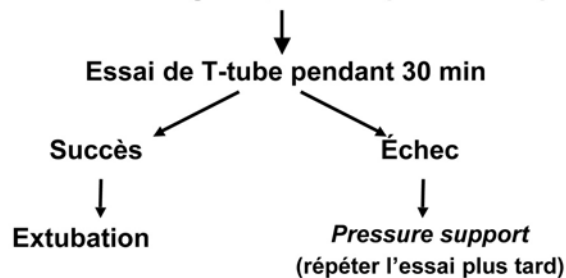 Essai de T-tube pendant 30 min
Succès
Échec
Extubation
Pressure support
(répéter l'essai plus tard)